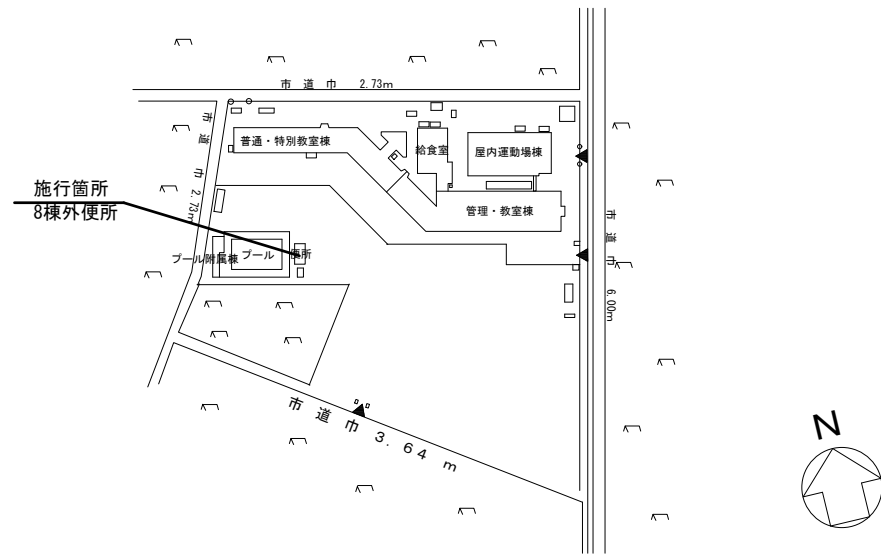 市道巾 2.73m
市道巾 2.73m
普通・特別教室棟
給食室
屋内運動場棟
施行箇所
8棟外便所
管理・教室棟
市道巾 6.00m
プール附属棟
プール
便所
市道巾 3.64 m
N